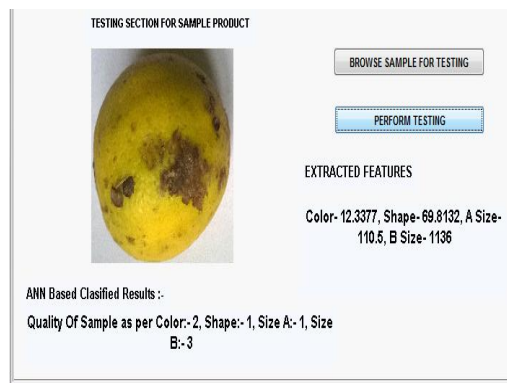 TESTING SECTION FOR SAMPLE PRODUCT
BROWSE SAMPLE FOR TESTING
PERFORM TESTING
EXTRACTED FEATURES
Color- 12.3377, Shape- 69.8132, A Size-
110.5, B Size- 1136
ANN Based Clasified Results :-
Quality Of Sample as per Color:- 2, Shape:- 1, Size A:- 1, Size
B:- 3